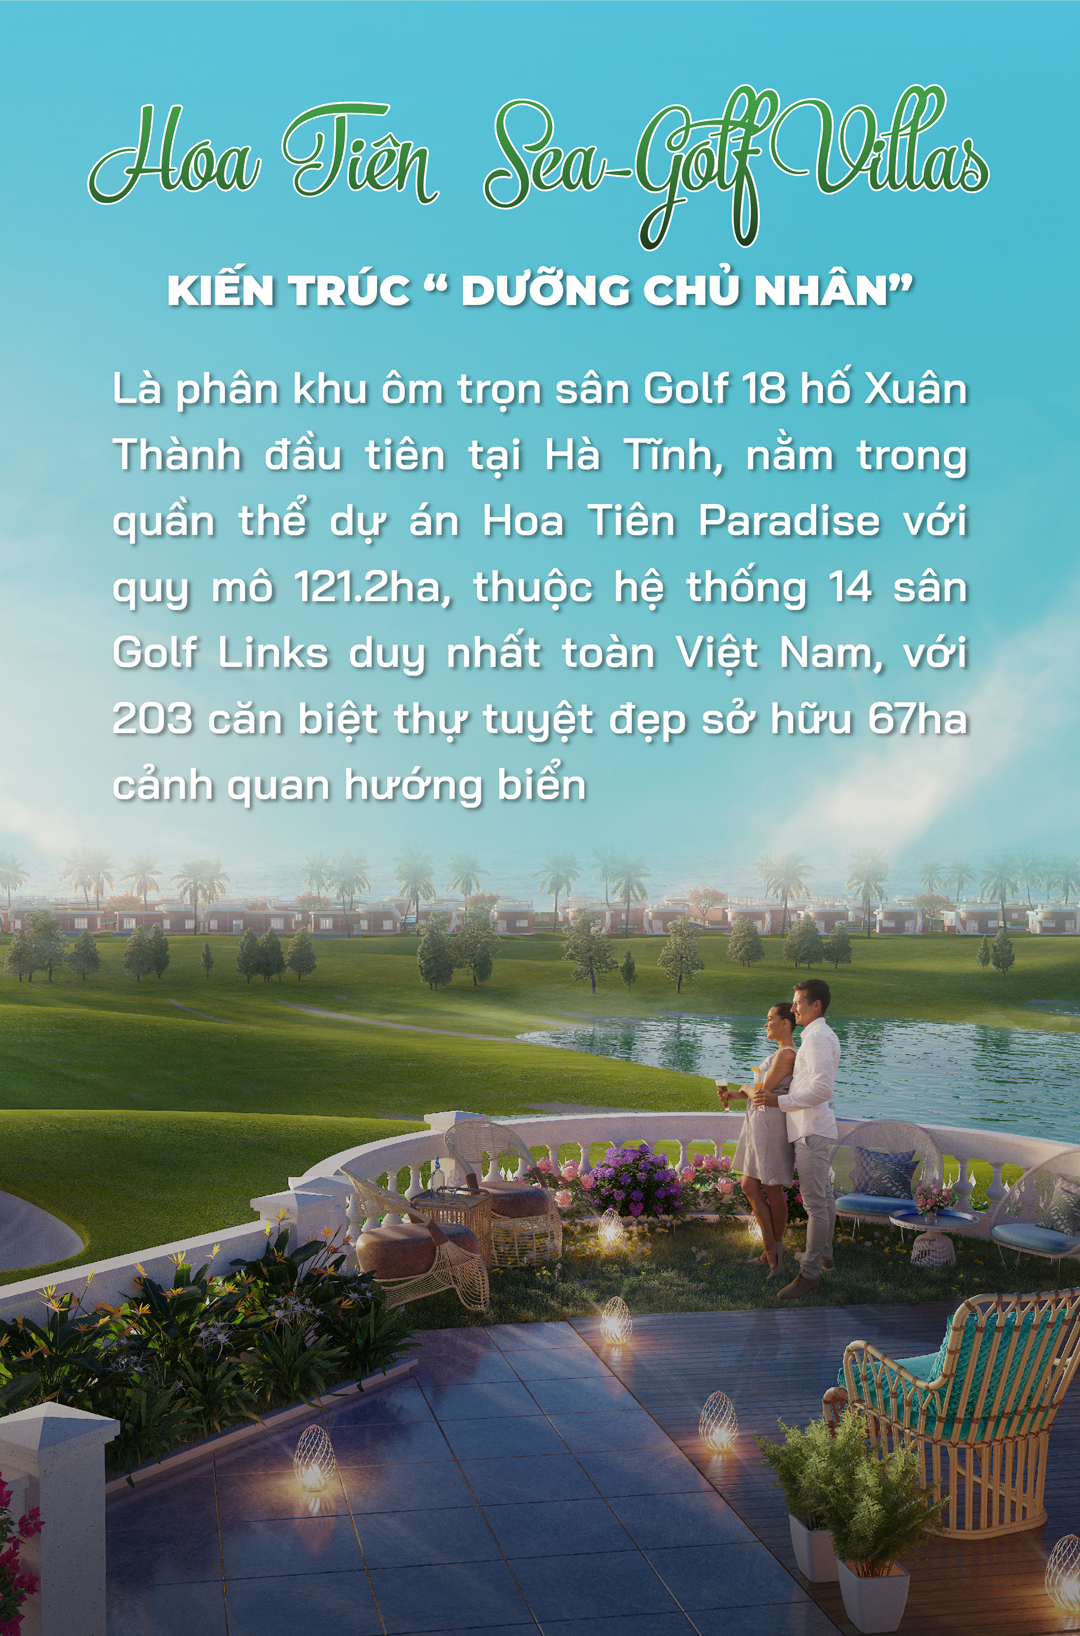 Hoa Tiên Sea-Golf Villas
KIẾN TRÚC “ DƯỠNG CHỦ NHÂN”
Là phân khu ôm trọn sân Golf 18 hố Xuân
Thành đầu tiên tại Hà Tĩnh, nằm trong
quần thể dự án Hoa Tiên Paradise với
quy mô 121.2ha, thuộc hệ thống 14 sân
Golf Links duy nhất toàn Việt Nam, với
203 căn biệt thự tuyệt đẹp sở hữu 67ha
cảnh quan hướng biển